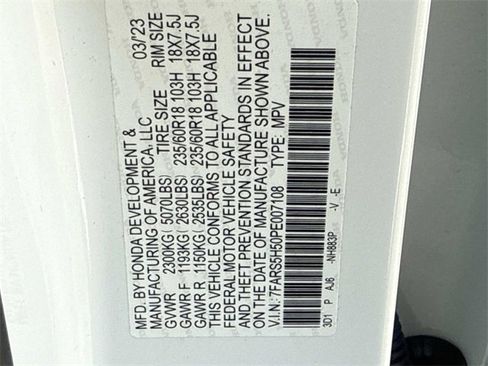 MFD. BY HONDA DEVELOPMENT & 03/'23
MANUFACTURING OF AMERICA, LLC
TIRE SIZE RIM SIZE
GVWR 2300KG( 5070LBS)
GAWR F 1193KG( 2630LBS) 235/60R18 103H 18X7.5J
GAWR R 1150KG( 2535LBS) 235/60R18 103H 18X7.5J
THIS VEHICLE CONFORMS TO ALL APPLICABLE
FEDERAL MOTOR VEHICLE SAFETY
AND THEFT PREVENTION STANDARDS IN EFFECT
ON THE DATE OF MANUFACTURE SHOWN ABOVE.
V.I.N: 7FARS5H50PE007108 TYPE: MPV
3D1 P AJ6 -NH883P -V -E